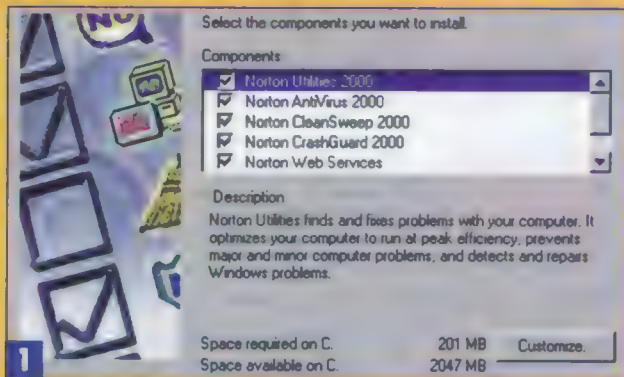 NU
Select the components you want to install.
Components
Norton Utilities 2000
Norton AntiVirus 2000
Norton CleanSweep 2000
Norton CrashGuard 2000
Norton Web Services
Description
Norton Utilities finds and fixes problems with your computer. It
optimizes your computer to run at peak efficiency, prevents
major and minor computer problems, and detects and repairs
Windows problems.
Space required on C. 201 MB Customize.
Space available on C. 2047 MB
1